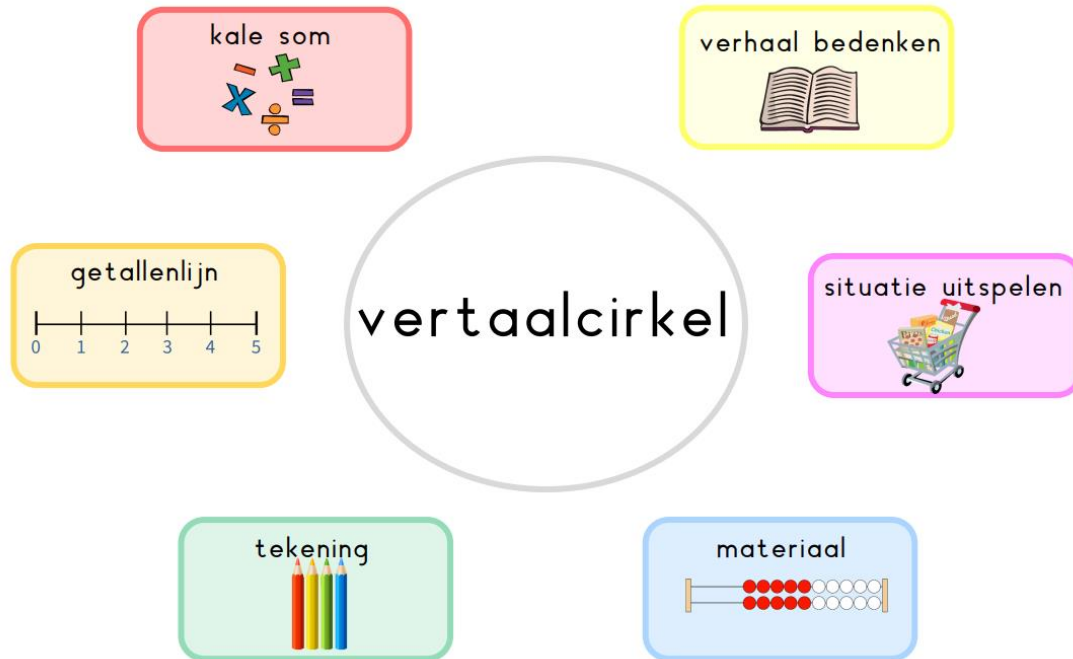 kale som
verhaal bedenken
getallenlijn
0 1 2 3 4 5
vertaalcirkel
situatie uitspelen
tekening
materiaal